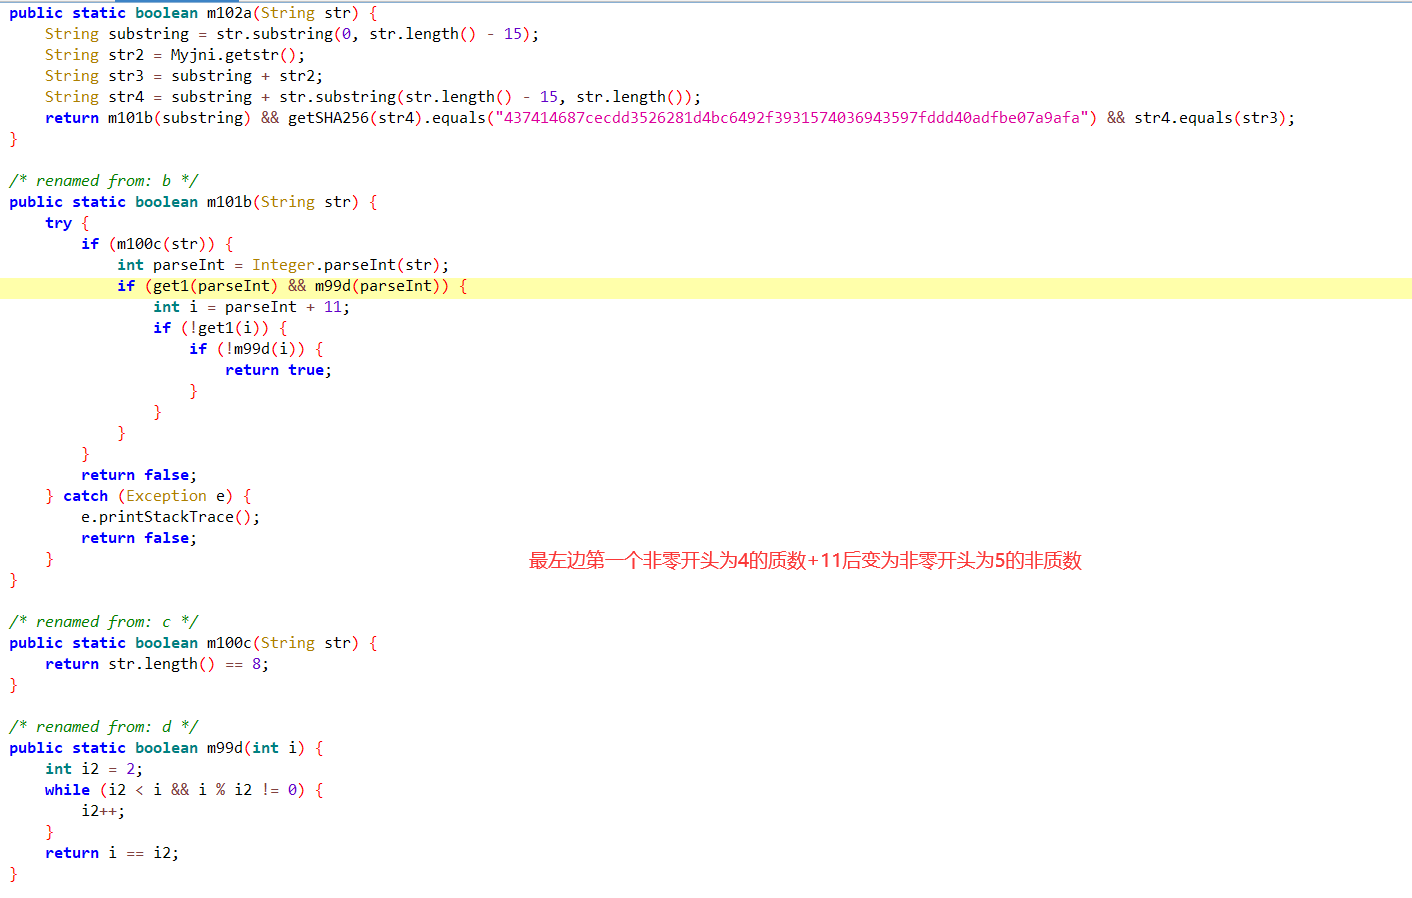 public static boolean m102a(String str) {
String substring = str.substring(0, str.length() - 15);
String str2 = Myjni.getstr();
String str3 = substring + str2;
String str4 = substring + str.substring(str.length() - 15, str.length());
return m101b(substring) && getSHA256(str4).equals("437414687cecdd3526281d4bc6492f3931574036943597fddd40adfbe07a9afa") && str4.equals(str3);
}
/* renamed from: b */
public static boolean m101b(String str) {
try {
if (m100c(str)) {
int parseInt = Integer.parseInt(str);
if (get1(parseInt) && m99d(parseInt)) {
int i = parseInt + 11;
if (!get1(i)) {
if (!m99d(i)) {
return true;
}
}
}
}
return false;
} catch (Exception e) {
e.printStackTrace();
return false;
}
最左边第一个非零开头为4的质数+11后变为非零开头为5的非质数
}
/* renamed from: c */
public static boolean m100c(String str) {
return str.length() == 8;
}
/* renamed from: d */
public static boolean m99d(int i) {
int i2 = 2;
while (i2 < i && i % i2 != 0) {
i2++;
}
return i == i2;
}